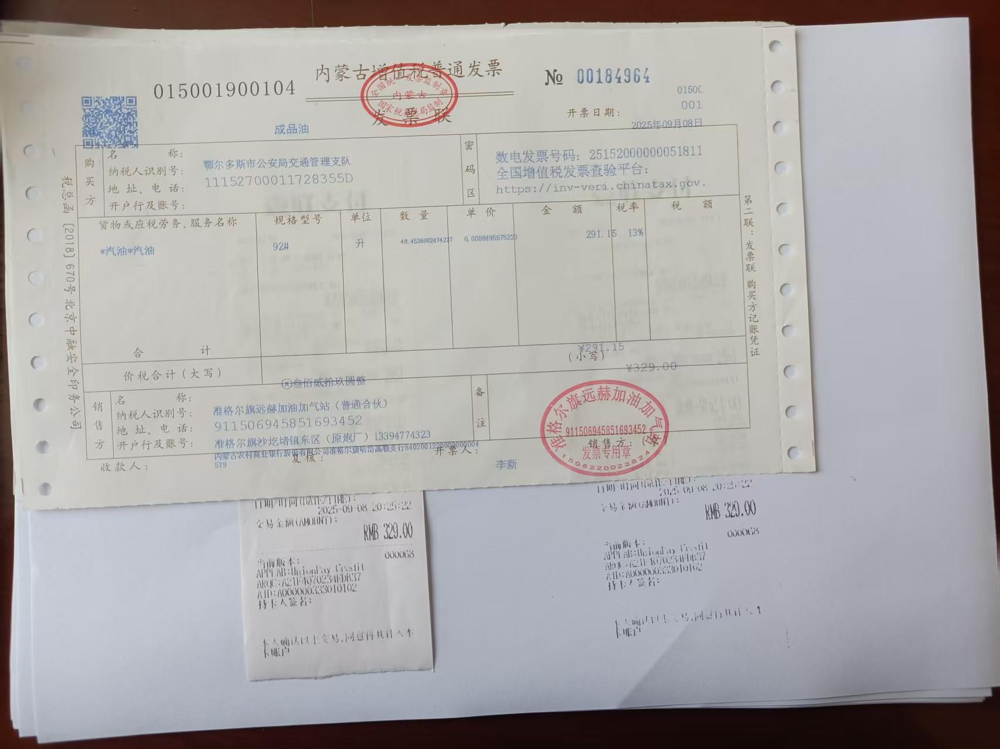 内蒙古增值税普通发票
015001900104
№ 00184964
发票联
全国统一发票监制章
内蒙古
国家税务总局监制
01500
001
开票日期：
2025年09月08日
成品油
购买方
名 称：
鄂尔多斯市公安局交通管理支队
纳税人识别号：
11152700011728355D
地 址、电 话：
开户行及账号：
密码区
数电发票号码：25152000000051811
全国增值税发票查验平台：
https://inv-veri.chinatax.gov.
货物或应税劳务、服务名称 规格型号 单位 数 量 单 价 金 额 税率 税 额
*汽油*汽油 92# 升 48.4536082474227 6.0088495575221 291.15 13%
合 计
¥291.15
价税合计（大写）
ⓧ叁佰贰拾玖圆整
（小写）
¥329.00
销售方
名 称：
准格尔旗远赫加油加气站（普通合伙）
纳税人识别号：
911506945851693452
地 址、电 话：
准格尔旗沙圪堵镇东区（原炮厂）13394774323
开户行及账号：
内蒙古农村商业银行股份有限公司准格尔旗哈岱高勒支行8402001220000000004
579
备注
收款人：
复核：
开票人：
李新
销售方：（章）
准格尔旗远赫加油加气站
911506945851693452
发票专用章
1506220023824
税总函〔2018〕670号北京中融安全印务公司
第二联：发票联 购买方记账凭证
日期/时间(DATE/TIME):
2025-09-08 20:25:22
交易金额(AMOUNT):
RMB 329.00
000068
当前版本:
APPLAB:UnionPay Credit
ARQC:A21F4070234FDB37
AID:A000000333010102
持卡人签名:
本人确认以上交易,同意将其计入本
卡账户
日期/时间(DATE/TIME):
2025-09-08 20:25:22
交易金额(AMOUNT):
RMB 329.00
000068
当前版本:
APPLAB:UnionPay Credit
ARQC:A21F4070234FDB37
AID:A000000333010102
持卡人签名:
本人确认以上交易,同意将其计入本
卡账户